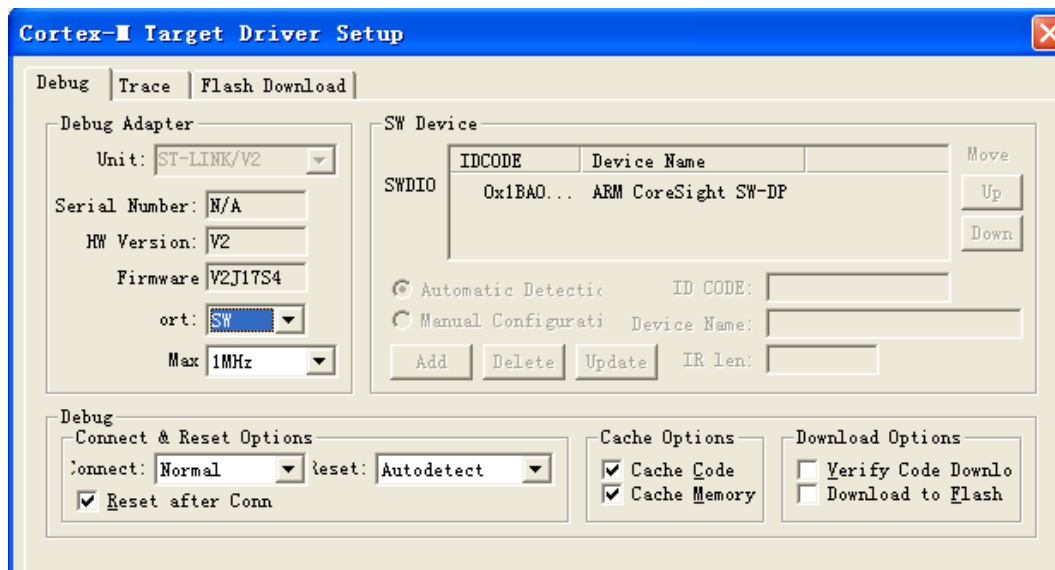 Cortex-M Target Driver Setup
Debug Trace Flash Download
Debug Adapter
Unit: ST-LINK/V2
Serial Number: N/A
HW Version: V2
Firmware V2J17S4
ort: SW
Max 1MHz
SW Device
IDCODE Device Name
SWDIO 0x1BA0... ARM CoreSight SW-DP
Move
Up
Down
Automatic Detectic ID CODE:
Manual Configurati Device Name:
Add Delete Update IR len:
Debug
Connect & Reset Options
Connect: Normal Reset: Autodetect
Reset after Conn
Cache Options
Cache Code
Cache Memory
Download Options
Verify Code Downlo
Download to Flash